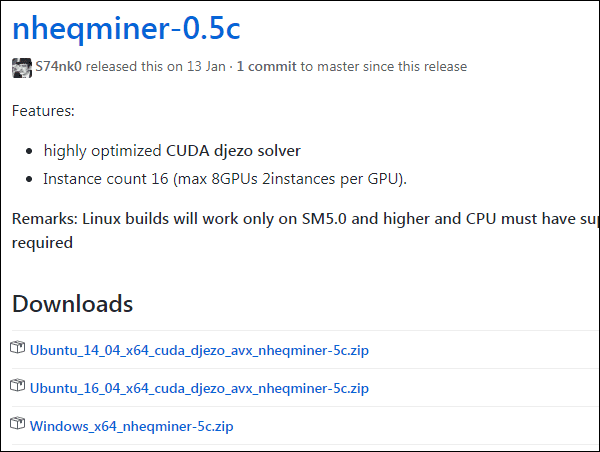 nheqminer-0.5c
S74nk0 released this on 13 Jan · 1 commit to master since this release
Features:
• highly optimized CUDA djezo solver
• Instance count 16 (max 8GPUs 2instances per GPU).
Remarks: Linux builds will work only on SM5.0 and higher and CPU must have
required
Downloads
Ubuntu_14_04_x64_cuda_djezo_avx_nheqminer-5c.zip
Ubuntu_16_04_x64_cuda_djezo_avx_nheqminer-5c.zip
Windows_x64_nheqminer-5c.zip